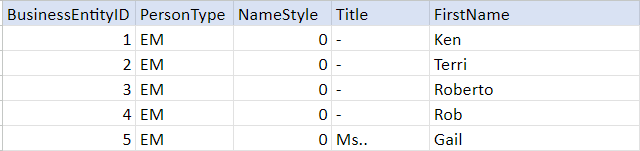 BusinessEntityID PersonType NameStyle Title FirstName
1 EM 0 - Ken
2 EM 0 - Terri
3 EM 0 - Roberto
4 EM 0 - Rob
5 EM 0 Ms.. Gail